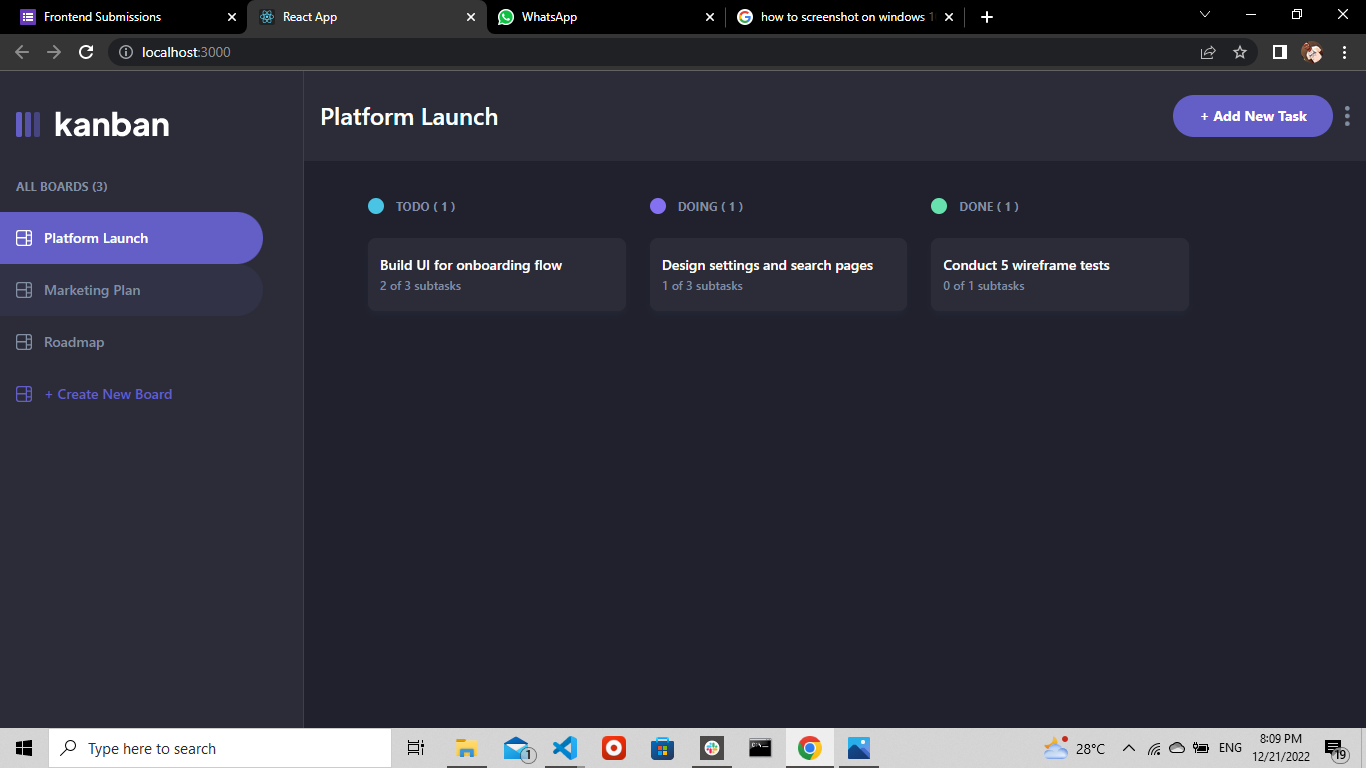 Frontend Submissions
React App
WhatsApp
how to screenshot on windows 1
localhost:3000
kanban
Platform Launch
+ Add New Task
ALL BOARDS (3)
Platform Launch
Marketing Plan
Roadmap
+ Create New Board
TODO ( 1 )
DOING ( 1 )
DONE ( 1 )
Build UI for onboarding flow
2 of 3 subtasks
Design settings and search pages
1 of 3 subtasks
Conduct 5 wireframe tests
0 of 1 subtasks
Type here to search
1
28°C
ENG
8:09 PM
12/21/2022
19